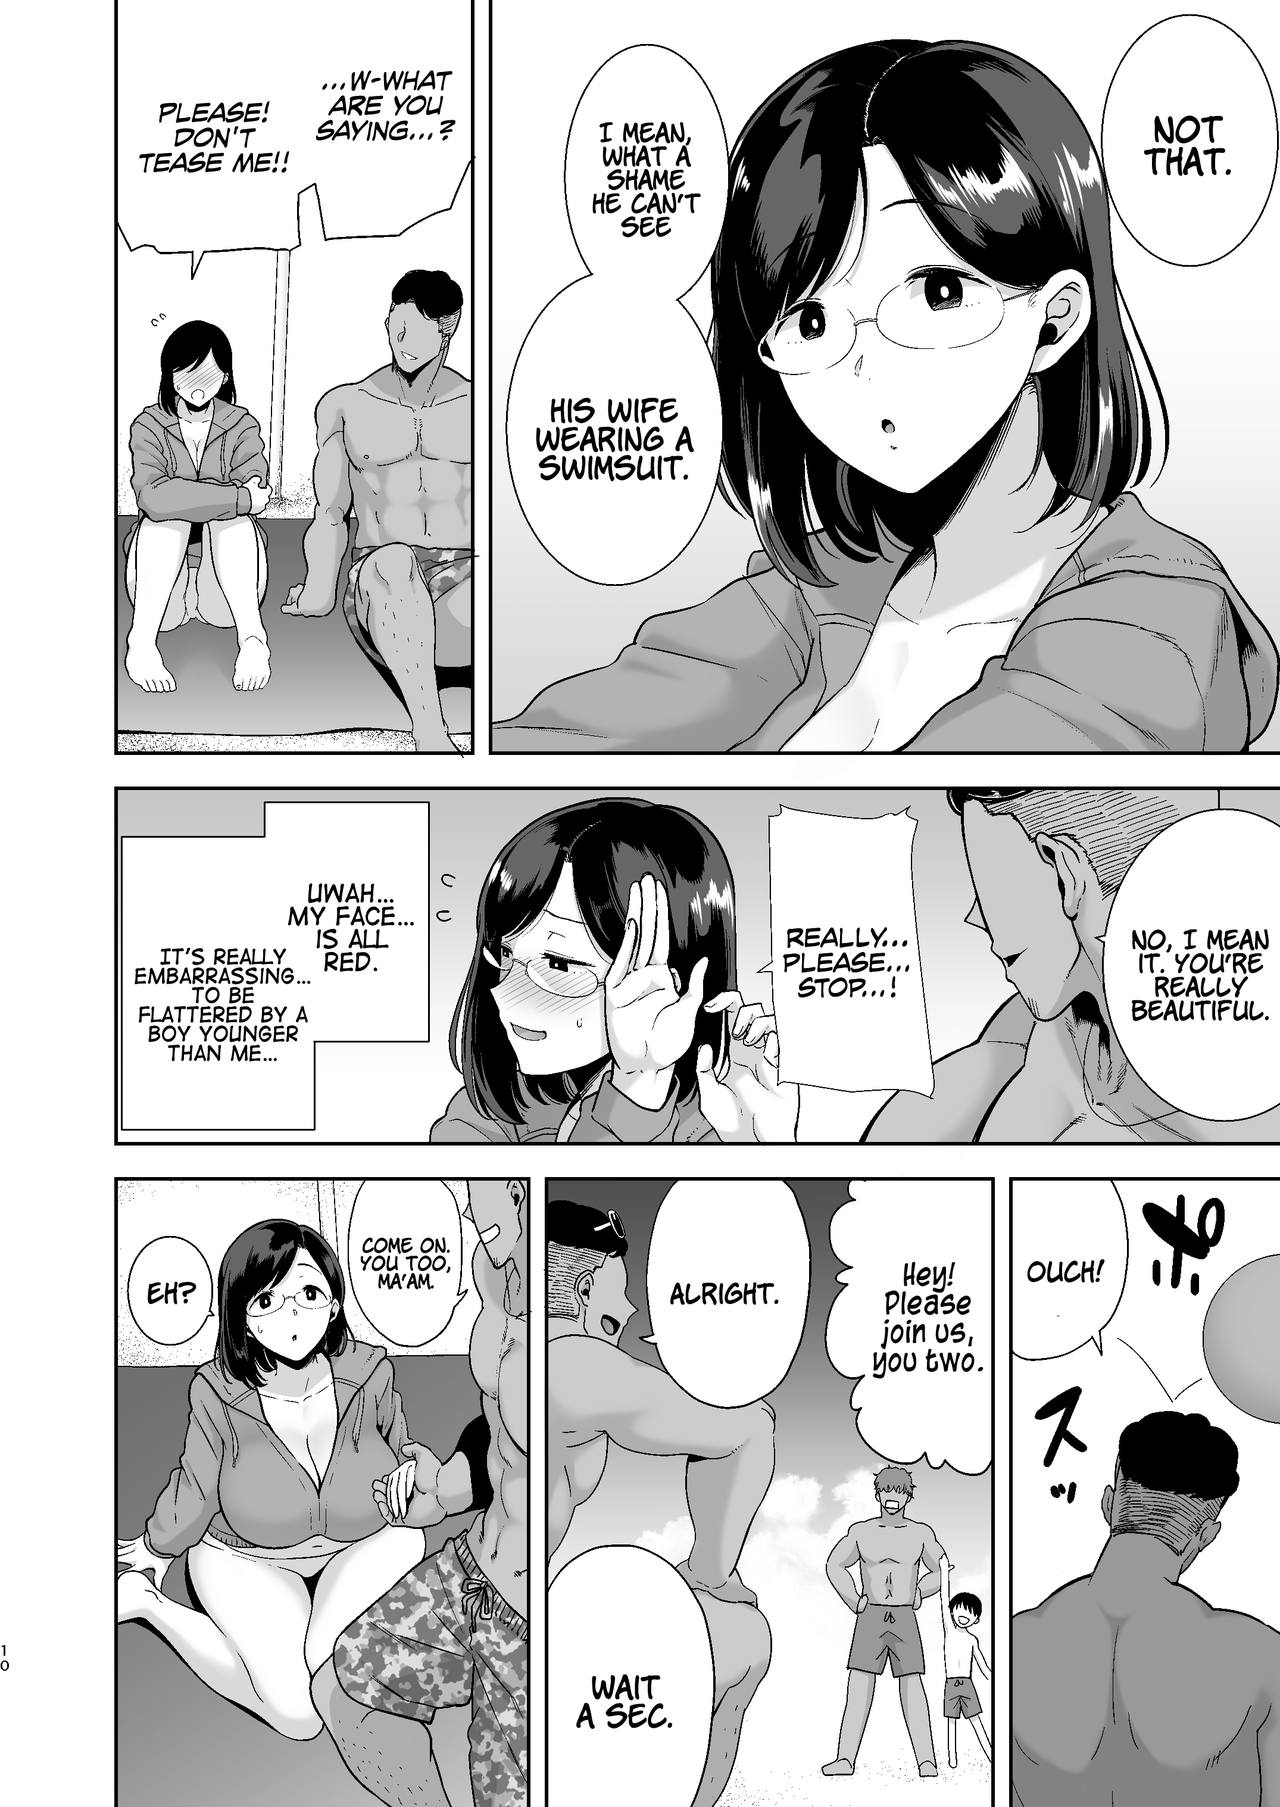 NOT
THAT.
I MEAN,
WHAT A
SHAME
HE CAN'T
SEE
HIS WIFE
WEARING A
SWIMSUIT.
...W-WHAT
ARE YOU
SAYING...?
PLEASE!
DON'T
TEASE ME!!
NO, I MEAN
IT. YOU'RE
REALLY
BEAUTIFUL.
REALLY...
PLEASE...
STOP...!
UWAH...
MY FACE...
IS ALL
RED.
IT'S REALLY
EMBARRASSING...
TO BE
FLATTERED BY A
BOY YOUNGER
THAN ME...
OUCH!
スッ
Hey!
Please
join us,
you two.
ALRIGHT.
WAIT
A SEC.
COME ON.
YOU TOO,
MA'AM.
EH?
10